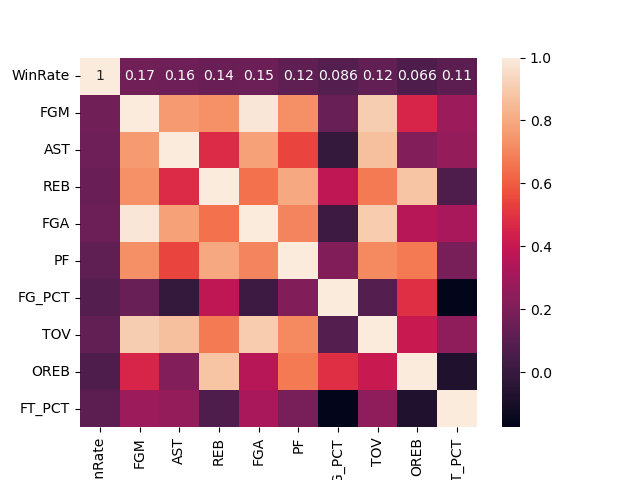 WinRate 1 0.17 0.16 0.14 0.15 0.12 0.086 0.12 0.066 0.11
FGM
AST
REB
FGA
PF
FG_PCT
TOV
OREB
FT_PCT
nRate FGM AST REB FGA PF G_PCT TOV OREB T_PCT
1.0
0.8
0.6
0.4
0.2
0.0